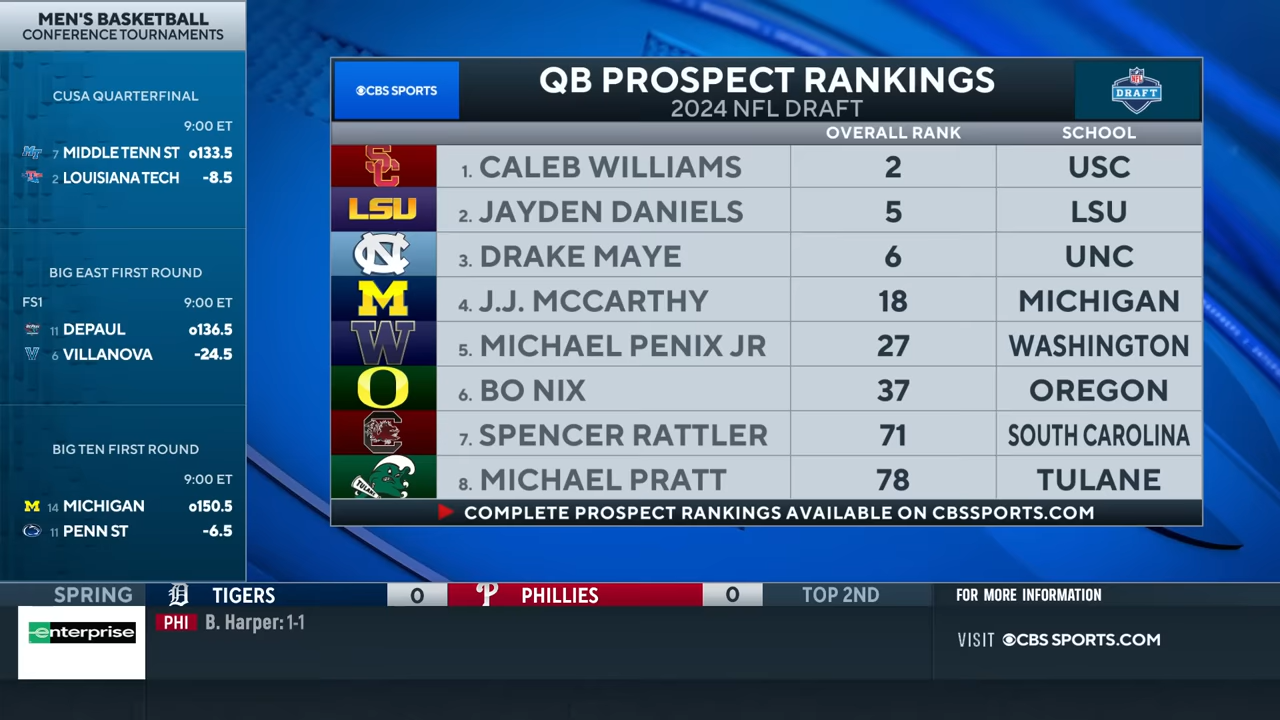 MEN'S BASKETBALL
CONFERENCE TOURNAMENTS
CUSA QUARTERFINAL
9:00 ET
7 MIDDLE TENN ST o133.5
2 LOUISIANA TECH -8.5
BIG EAST FIRST ROUND
FS1 9:00 ET
11 DEPAUL o136.5
6 VILLANOVA -24.5
BIG TEN FIRST ROUND
9:00 ET
M 14 MICHIGAN o150.5
11 PENN ST -6.5
CBS SPORTS
QB PROSPECT RANKINGS
2024 NFL DRAFT
NFL
DRAFT
OVERALL RANK SCHOOL
SC 1. CALEB WILLIAMS 2 USC
LSU 2. JAYDEN DANIELS 5 LSU
NC 3. DRAKE MAYE 6 UNC
M 4. J.J. MCCARTHY 18 MICHIGAN
W 5. MICHAEL PENIX JR 27 WASHINGTON
O 6. BO NIX 37 OREGON
C 7. SPENCER RATTLER 71 SOUTH CAROLINA
TULANE 8. MICHAEL PRATT 78 TULANE
COMPLETE PROSPECT RANKINGS AVAILABLE ON CBSSPORTS.COM
SPRING D TIGERS 0 P PHILLIES 0 TOP 2ND
enterprise
PHI B. Harper: 1-1
FOR MORE INFORMATION
VISIT CBS SPORTS.COM